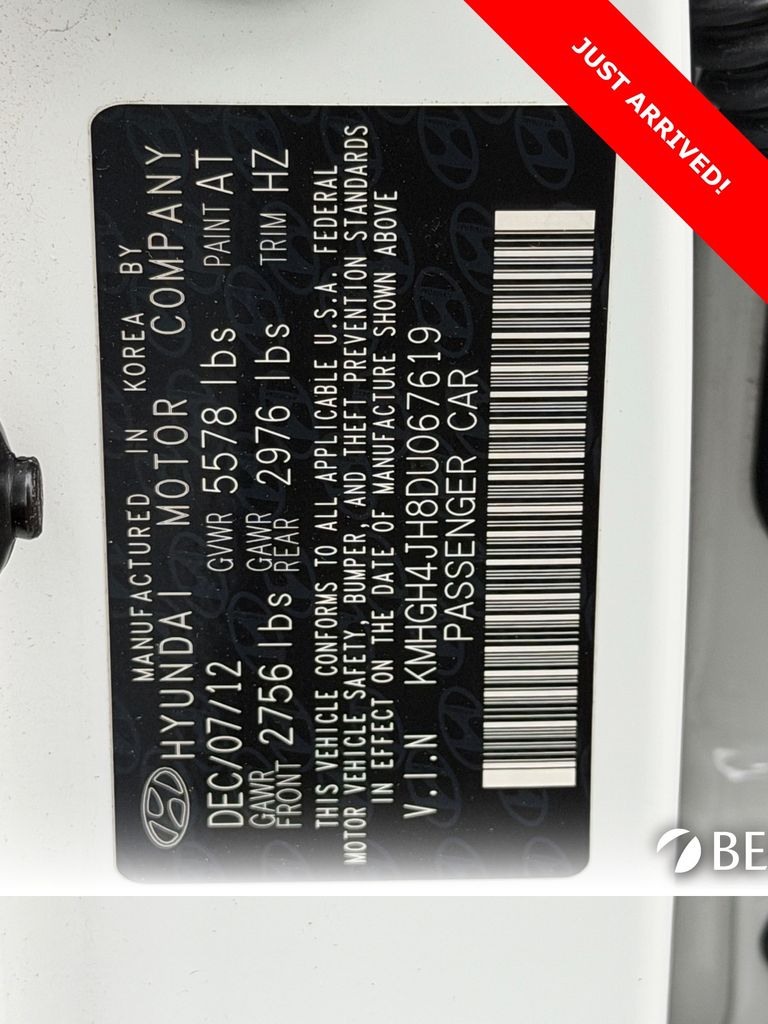 JUST ARRIVED!
MANUFACTURED IN KOREA BY
HYUNDAI MOTOR COMPANY
DEC/07/12 GVWR 5578 lbs PAINT AT
GAWR FRONT 2756 lbs GAWR REAR 2976 lbs TRIM HZ
THIS VEHICLE CONFORMS TO ALL APPLICABLE U.S.A. FEDERAL
MOTOR VEHICLE SAFETY, BUMPER, AND THEFT PREVENTION STANDARDS
IN EFFECT ON THE DATE OF MANUFACTURE SHOWN ABOVE
V.I.N KMHGH4JH8DU067619
PASSENGER CAR
BE